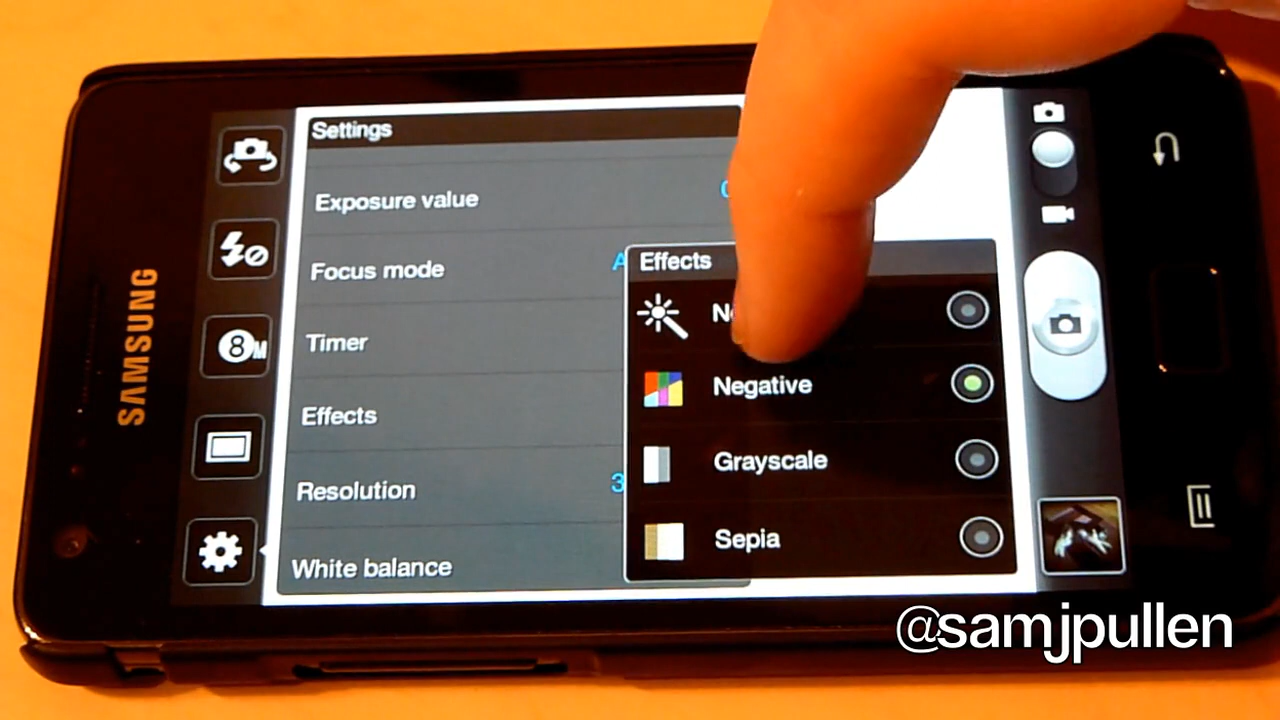 SAMSUNG
Settings
Exposure value
Focus mode
Timer
Effects
Resolution
White balance
8M
Effects
Negative
Grayscale
Sepia
@samjpullen